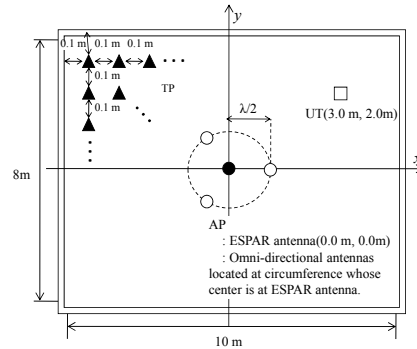 y
0.1 m
0.1 m 0.1 m 0.1 m
0.1 m
TP
0.1 m
λ/2
UT(3.0 m, 2.0m)
x
8m
AP
: ESPAR antenna(0.0 m, 0.0m)
: Omni-directional antennas
located at circumference whose
center is at ESPAR antenna.
10 m